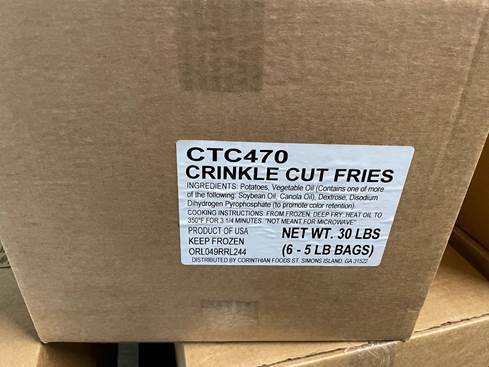 CTC470
CRINKLE CUT FRIES
INGREDIENTS: Potatoes, Vegetable Oil (Contains one of more
of the following: Soybean Oil, Canola Oil), Dextrose, Disodium
Dihydrogen Pyrophosphate (to promote color retention).
COOKING INSTRUCTIONS: FROM FROZEN, DEEP FRY: HEAT OIL TO
350°F FOR 3 1/4 MINUTES. *NOT MEANT FOR MICROWAVE*
PRODUCT OF USA NET WT. 30 LBS
KEEP FROZEN (6 - 5 LB BAGS)
ORL049RRL244
DISTRIBUTED BY CORINTHIAN FOODS ST. SIMONS ISLAND, GA 31522